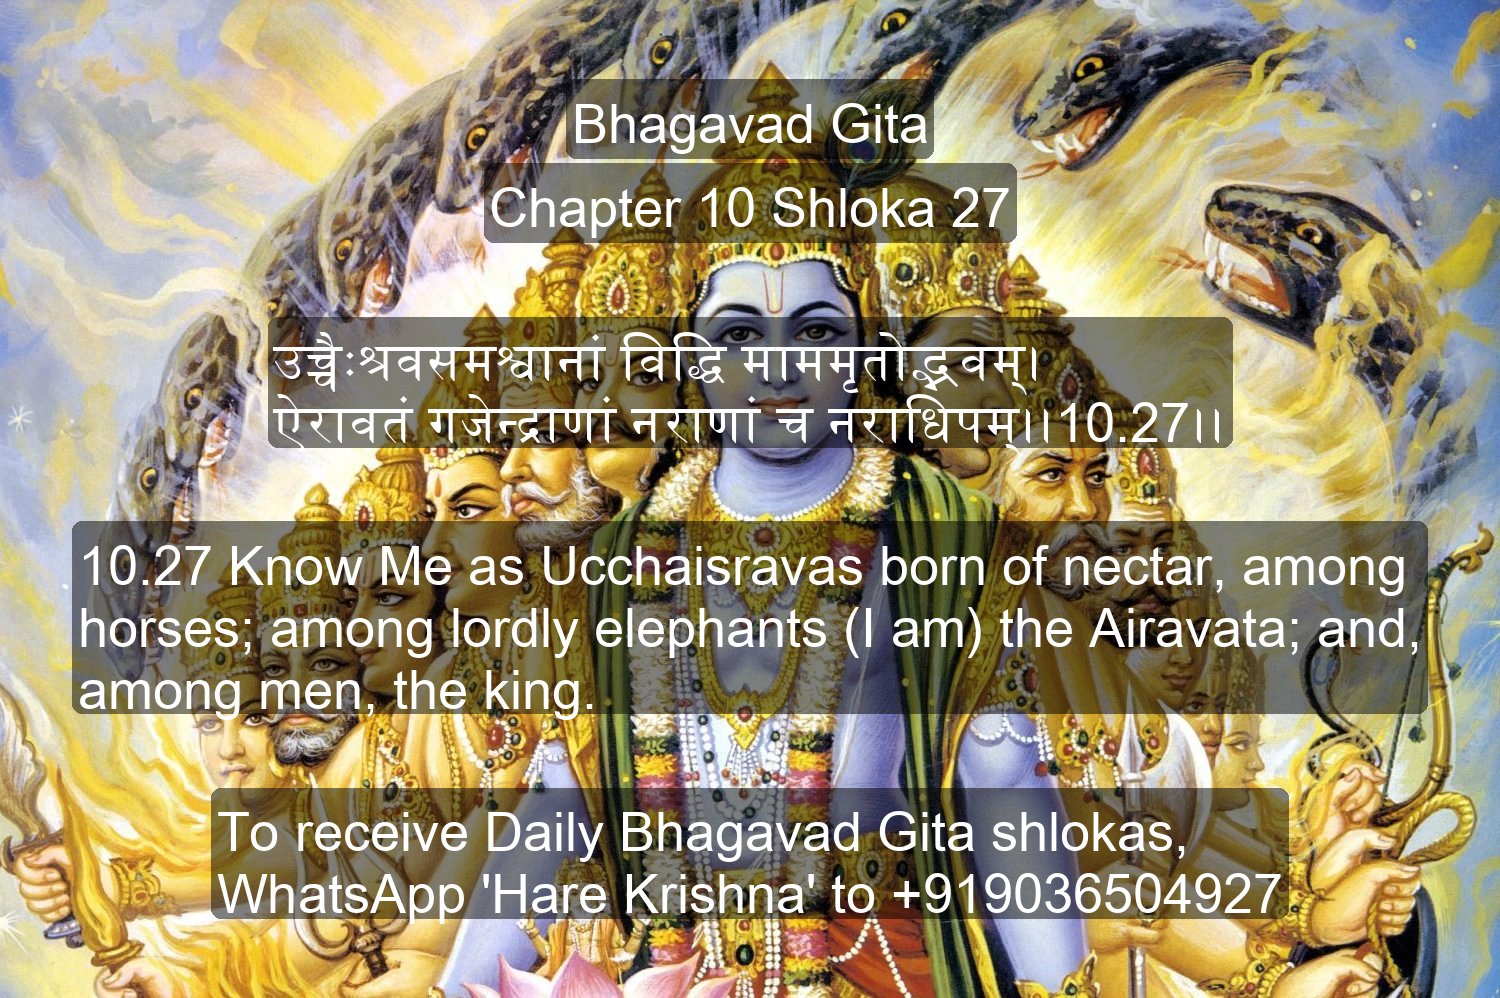 Bhagavad Gita
Chapter 10 Shloka 27
उच्चैःश्रवसमश्वानां विद्धि माममृतोद्भवम्।
ऐरावतं गजेन्द्राणां नराणां च नराधिपम्।।10.27।।
10.27 Know Me as Ucchaisravas born of nectar, among
horses; among lordly elephants (I am) the Airavata; and,
among men, the king.
To receive Daily Bhagavad Gita shlokas,
WhatsApp 'Hare Krishna' to +919036504927